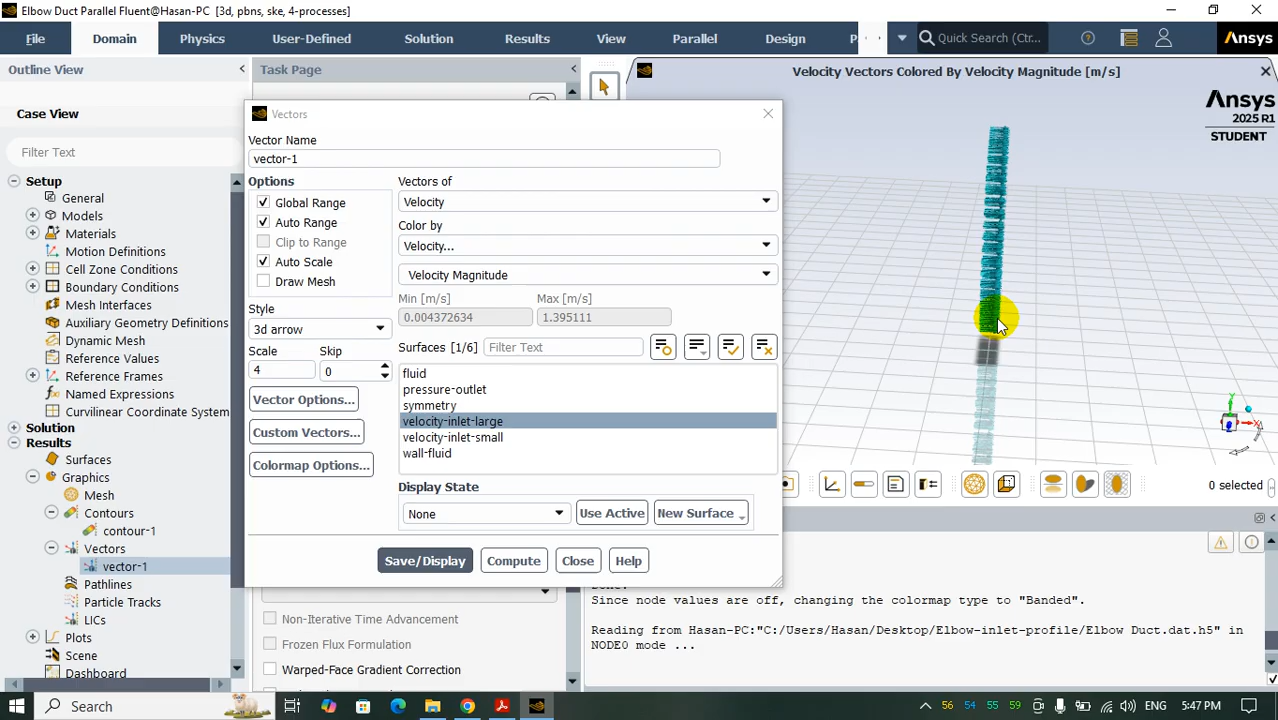 Elbow Duct Parallel Fluent@Hasan-PC [3d, pbns, ske, 4-processes]
File Domain Physics User-Defined Solution Results View Parallel Design Quick Search (Ctr... Ansys
Outline View
Case View
Filter Text
Setup
General
Models
Materials
Motion Definitions
Cell Zone Conditions
Boundary Conditions
Mesh Interfaces
Auxiliary Geometry Definitions
Dynamic Mesh
Reference Values
Reference Frames
Named Expressions
Curvilinear Coordinate System
Solution
Results
Surfaces
Graphics
Mesh
Contours
contour-1
Vectors
vector-1
Pathlines
Particle Tracks
LICs
Plots
Scene
Dashboard
Task Page
Vectors
Vector Name
vector-1
Options
Global Range
Auto Range
Clip to Range
Auto Scale
Draw Mesh
Style
3d arrow
Scale Skip
4 0
Vector Options...
Custom Vectors...
Colormap Options...
Vectors of
Velocity
Color by
Velocity...
Velocity Magnitude
Min [m/s] Max [m/s]
0.004372634 1.395111
Surfaces [1/6] Filter Text
fluid
pressure-outlet
symmetry
velocity-inlet-large
velocity-inlet-small
wall-fluid
Display State
None Use Active New Surface
Save/Display Compute Close Help
Non-Iterative Time Advancement
Frozen Flux Formulation
Warped-Face Gradient Correction
Velocity Vectors Colored By Velocity Magnitude [m/s]
Ansys
2025 R1
STUDENT
Y
X
0 selected
Since node values are off, changing the colormap type to "Banded".
Reading from Hasan-PC:"C:/Users/Hasan/Desktop/Elbow-inlet-profile/Elbow Duct.dat.h5" in
NODE0 mode ...
Search 56 54 55 59 ENG 5:47 PM